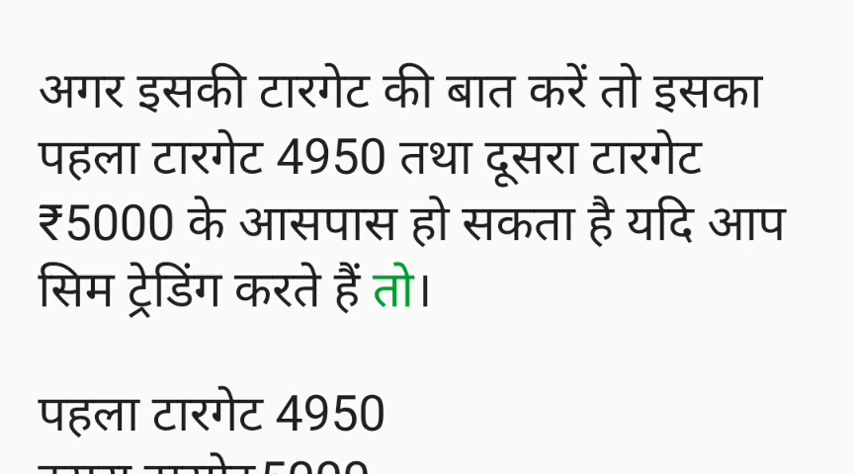 अगर इसकी टारगेट की बात करें तो इसका
पहला टारगेट 4950 तथा दूसरा टारगेट
₹5000 के आसपास हो सकता है यदि आप
सिम ट्रेडिंग करते हैं तो।
पहला टारगेट 4950